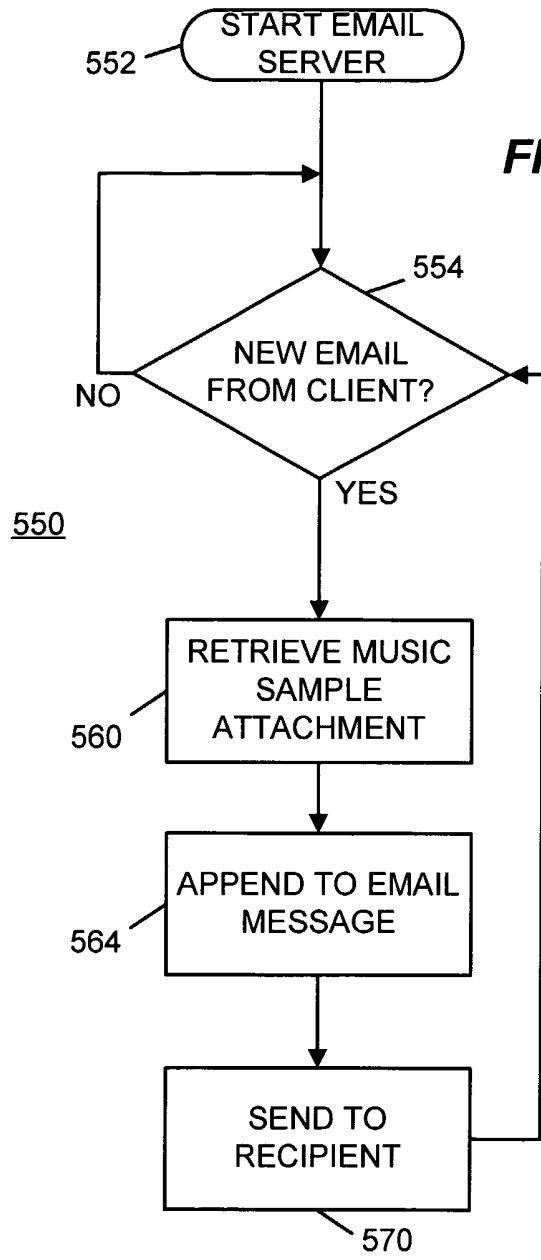 START EMAIL
SERVER
552
554
NEW EMAIL
FROM CLIENT?
NO
YES
550
RETRIEVE MUSIC
SAMPLE
ATTACHMENT
560
APPEND TO EMAIL
MESSAGE
564
SEND TO
RECIPIENT
570